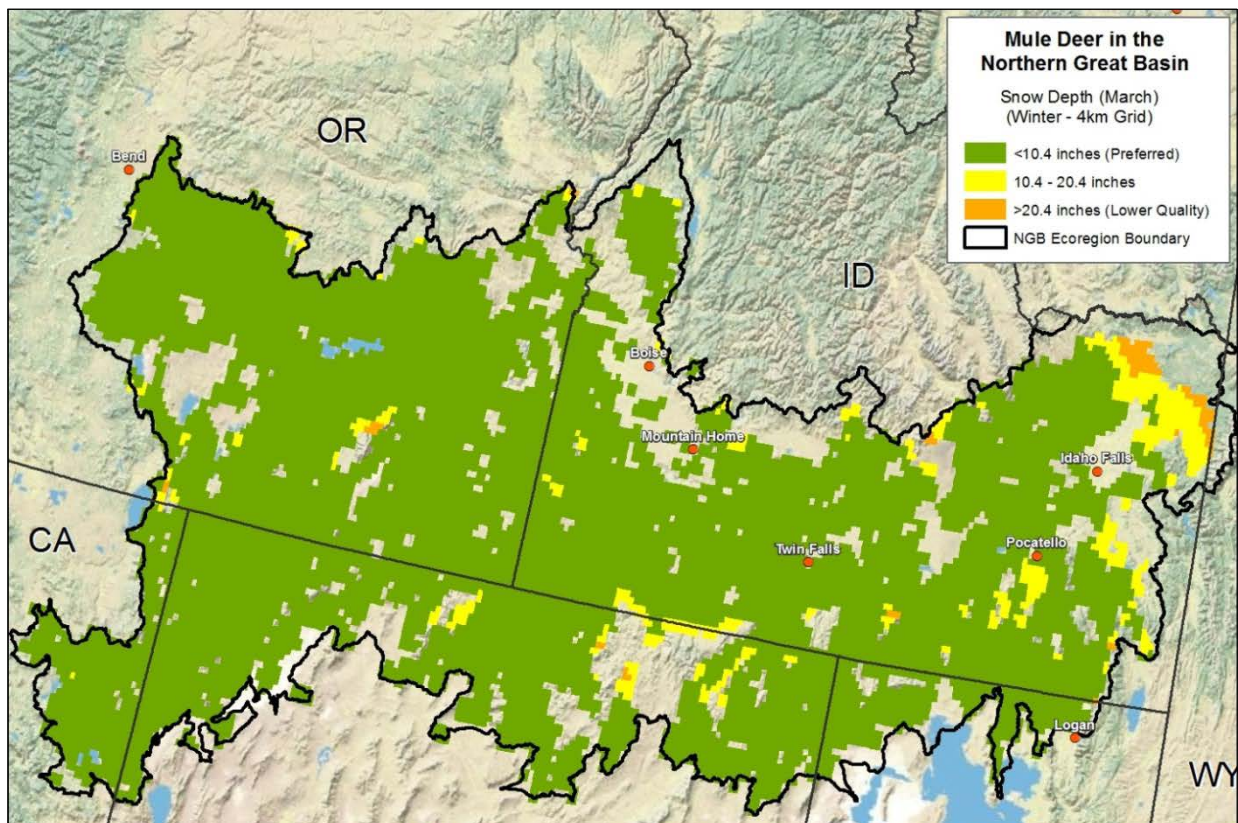 Mule Deer in the
Northern Great Basin
Snow Depth (March)
(Winter - 4km Grid)
<10.4 inches (Preferred)
10.4 - 20.4 inches
>20.4 inches (Lower Quality)
NGB Ecoregion Boundary
OR
Bend
ID
Boise
Mountain Home
Idaho Falls
CA
Twin Falls
Pocatello
Logan
WY